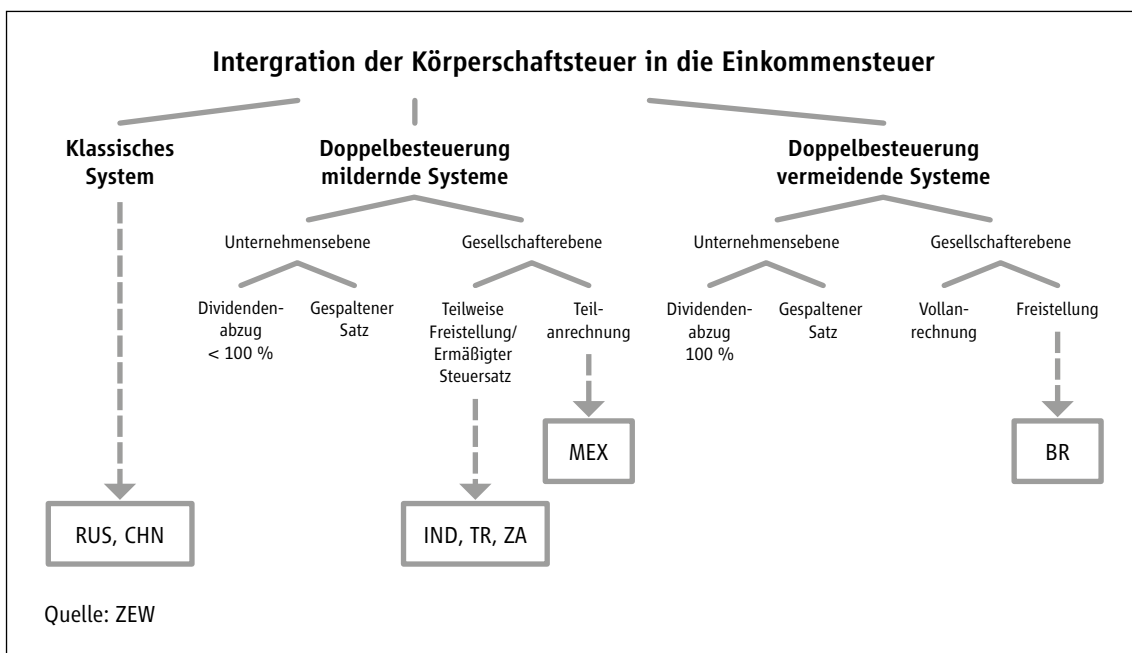 Intergration der Körperschaftsteuer in die Einkommensteuer
Klassisches
System
Doppelbesteuerung
mildernde Systeme
Doppelbesteuerung
vermeidende Systeme
Unternehmensebene
Gesellschafterebene
Unternehmensebene
Gesellschafterebene
Dividenden-
abzug
< 100 %
Gespaltener
Satz
Teilweise
Freistellung/
Ermäßigter
Steuersatz
Teil-
anrechnung
Dividenden-
abzug
100 %
Gespaltener
Satz
Vollan-
rechnung
Freistellung
MEX
BR
RUS, CHN
IND, TR, ZA
Quelle: ZEW